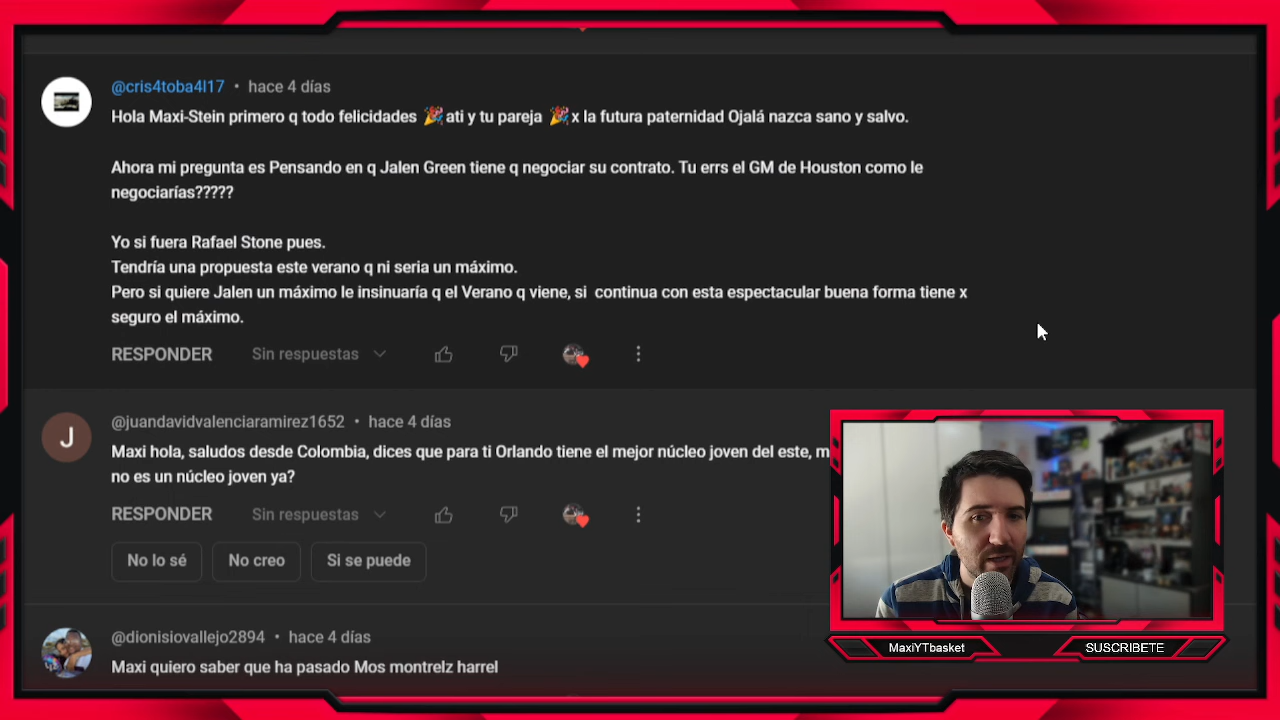 @cris4toba4l17 • hace 4 días
Hola Maxi-Stein primero q todo felicidades 🎉ati y tu pareja 🎉x la futura paternidad Ojalá nazca sano y salvo.
Ahora mi pregunta es Pensando en q Jalen Green tiene q negociar su contrato. Tu errs el GM de Houston como le
negociarías?????
Yo si fuera Rafael Stone pues.
Tendría una propuesta este verano q ni seria un máximo.
Pero si quiere Jalen un máximo le insinuaría q el Verano q viene, si continua con esta espectacular buena forma tiene x
seguro el máximo.
RESPONDER Sin respuestas
J
@juandavidvalenciaramirez1652 • hace 4 días
Maxi hola, saludos desde Colombia, dices que para ti Orlando tiene el mejor núcleo joven del este, m
no es un núcleo joven ya?
RESPONDER Sin respuestas
No lo sé No creo Si se puede
@dionisiovallejo2894 • hace 4 días
Maxi quiero saber que ha pasado Mos montrelz harrel
MaxiYTbasket SUSCRIBETE